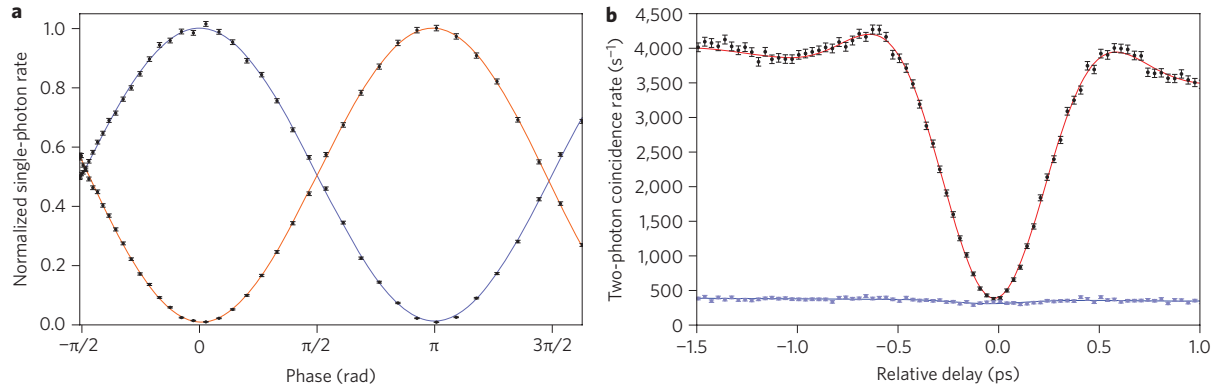 a
1.0
0.8
0.6
0.4
0.2
0.0
Normalized single-photon rate
−π/2
0
π/2
π
3π/2
Phase (rad)
b
4,500
4,000
3,500
3,000
2,500
2,000
1,500
1,000
500
0
Two-photon coincidence rate (s⁻¹)
−1.5
−1.0
−0.5
0.0
0.5
1.0
Relative delay (ps)